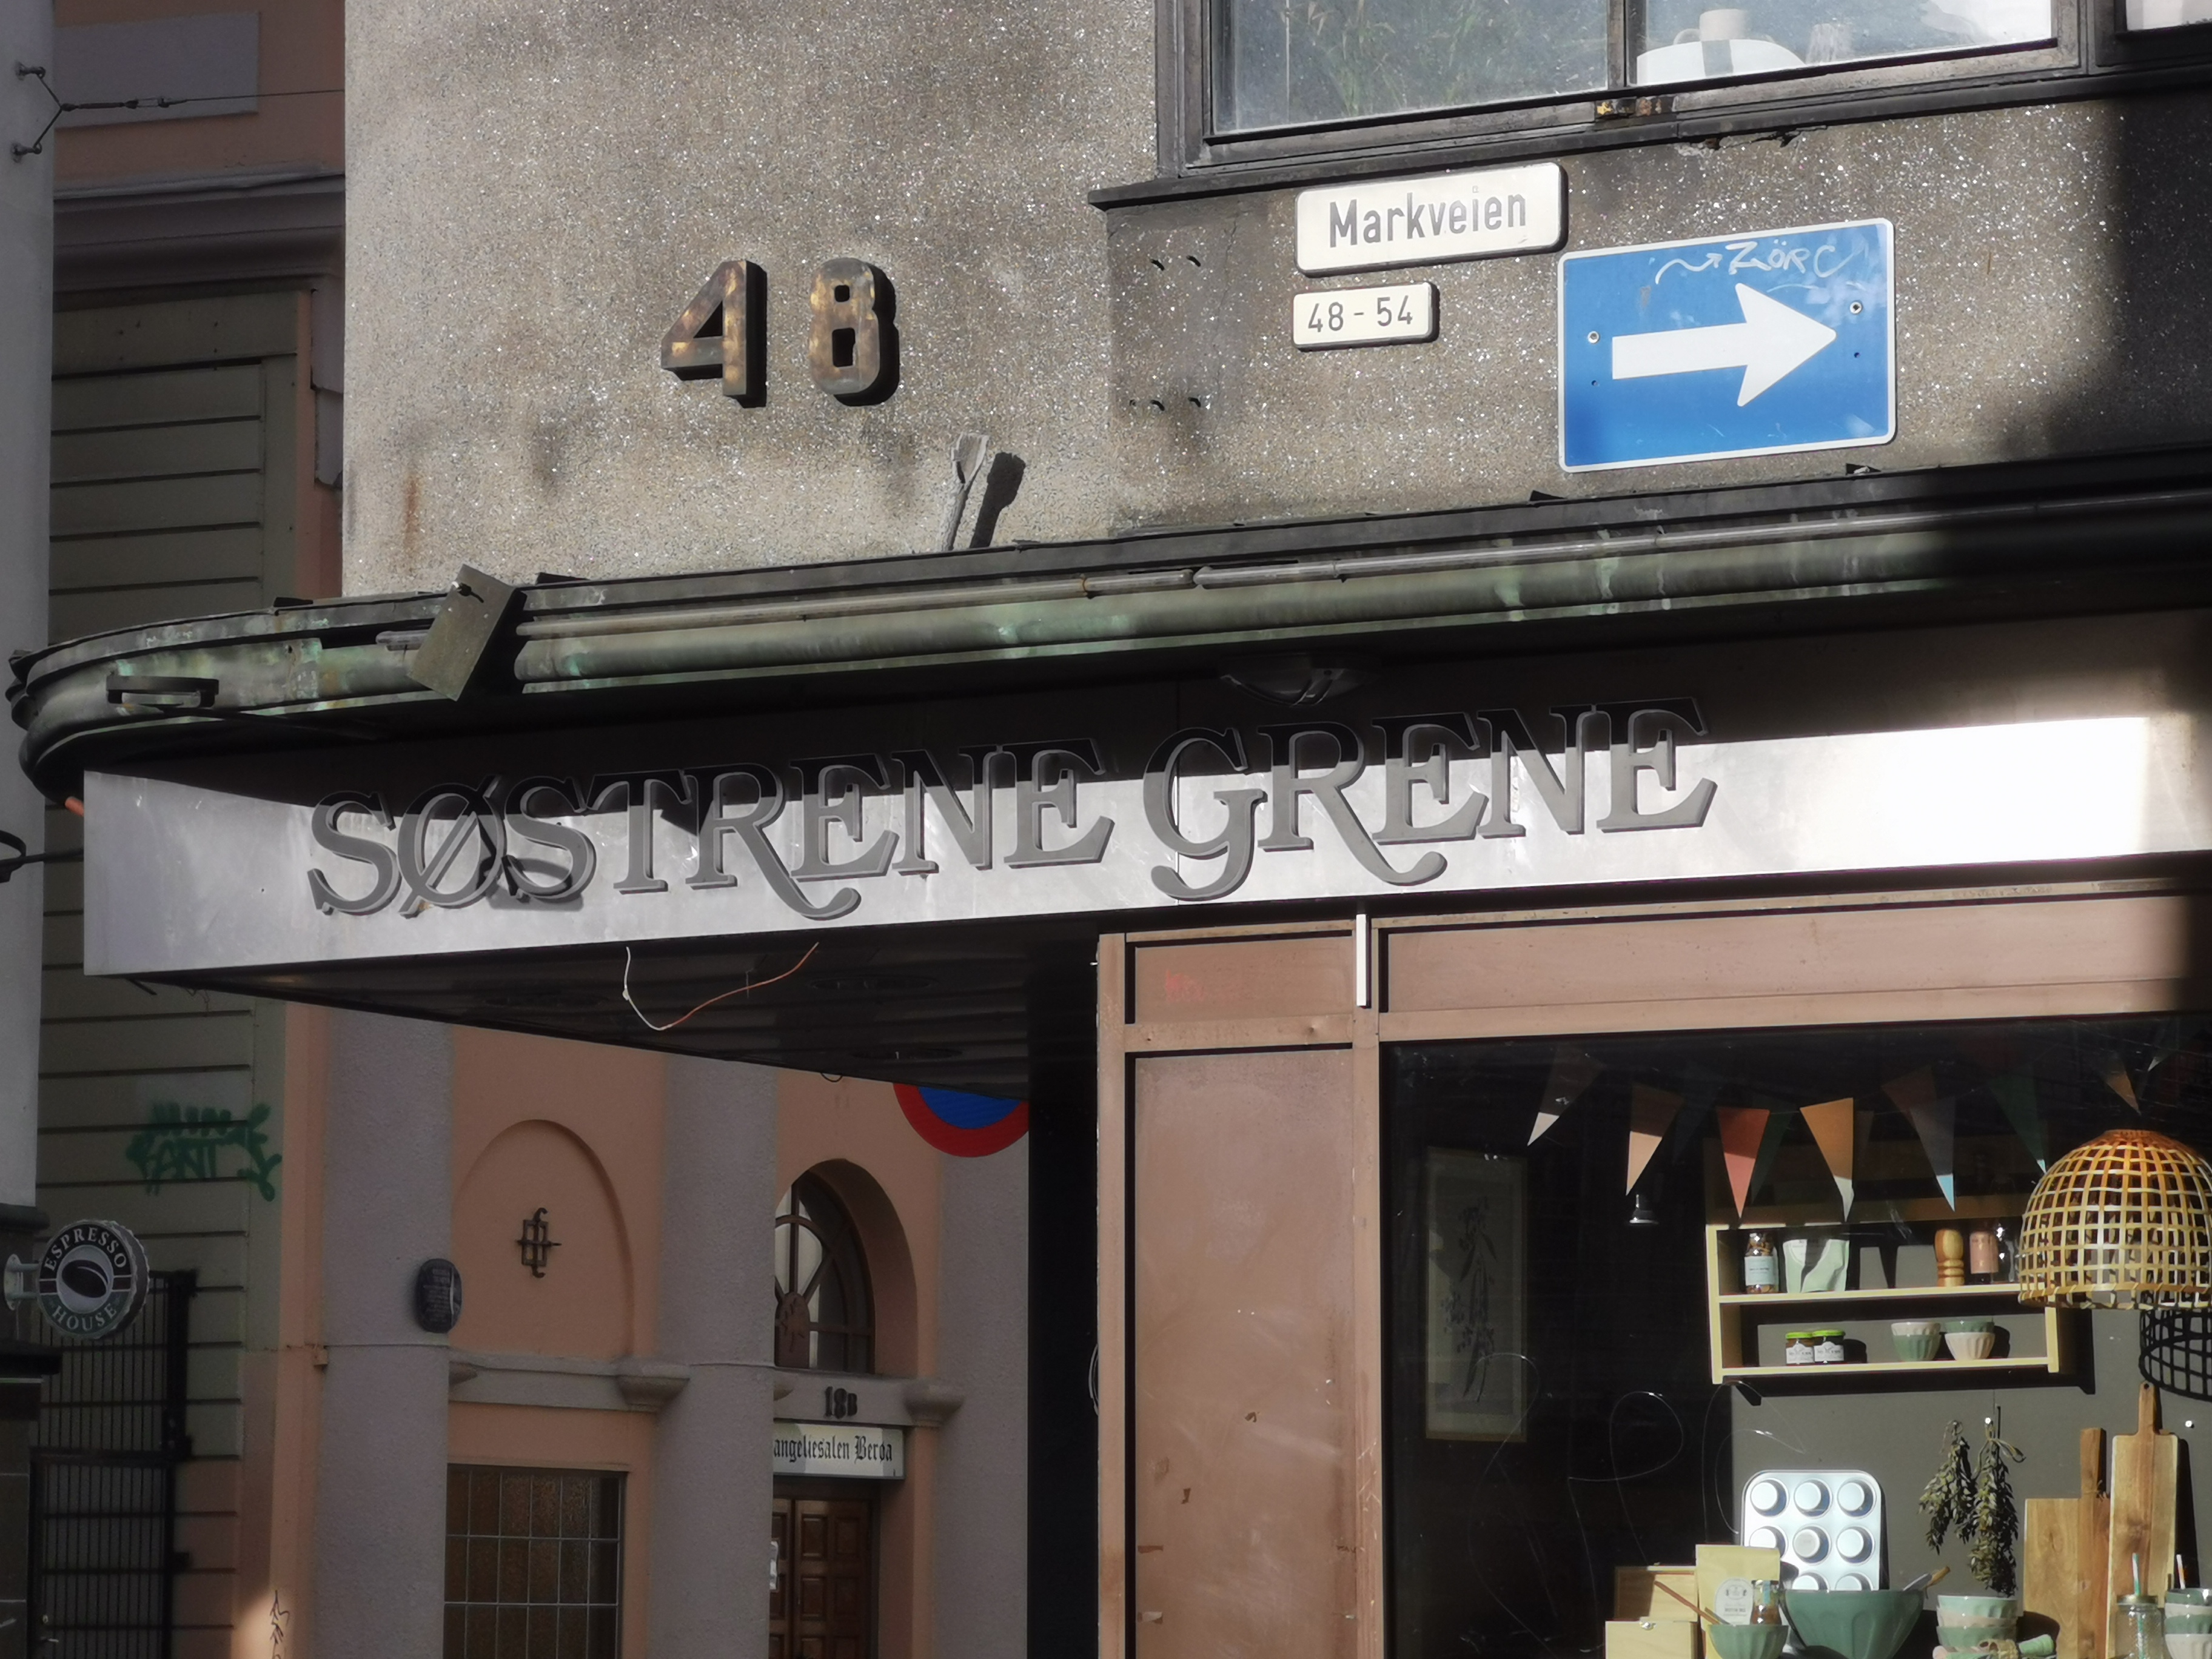 Markveien
48
48-54
ZÖRC
SØSTRENE GRENE
ESPRESSO
HOUSE
18B
angeliesalen Berøa